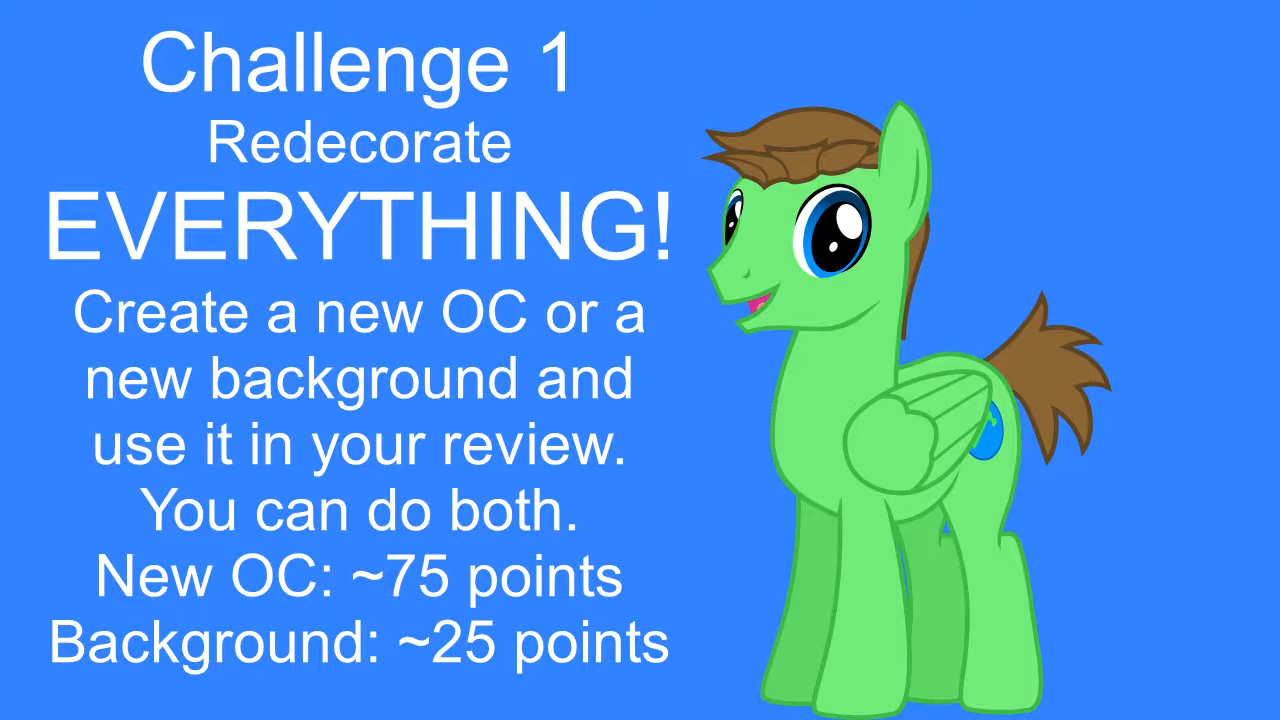 Challenge 1
Redecorate
EVERYTHING!
Create a new OC or a
new background and
use it in your review.
You can do both.
New OC: ~75 points
Background: ~25 points